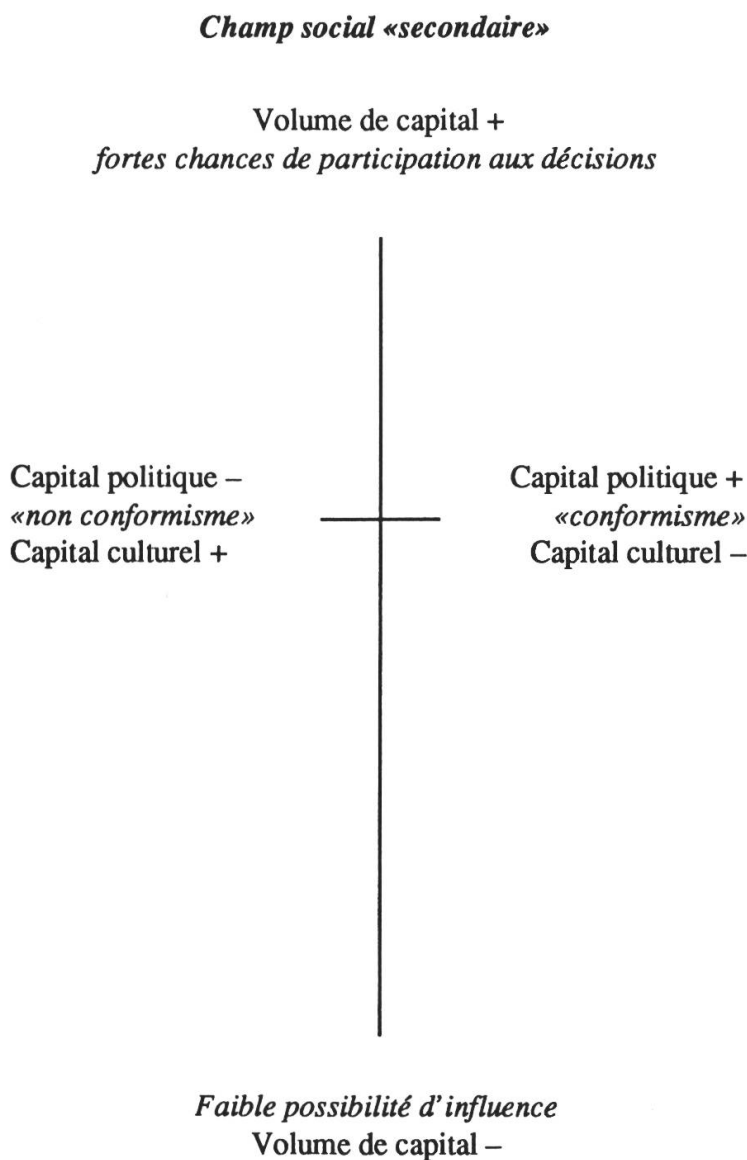 Champ social «secondaire»
Volume de capital +
fortes chances de participation aux décisions
Capital politique –
«non conformisme»
Capital culturel +
Capital politique +
«conformisme»
Capital culturel –
Faible possibilité d'influence
Volume de capital –